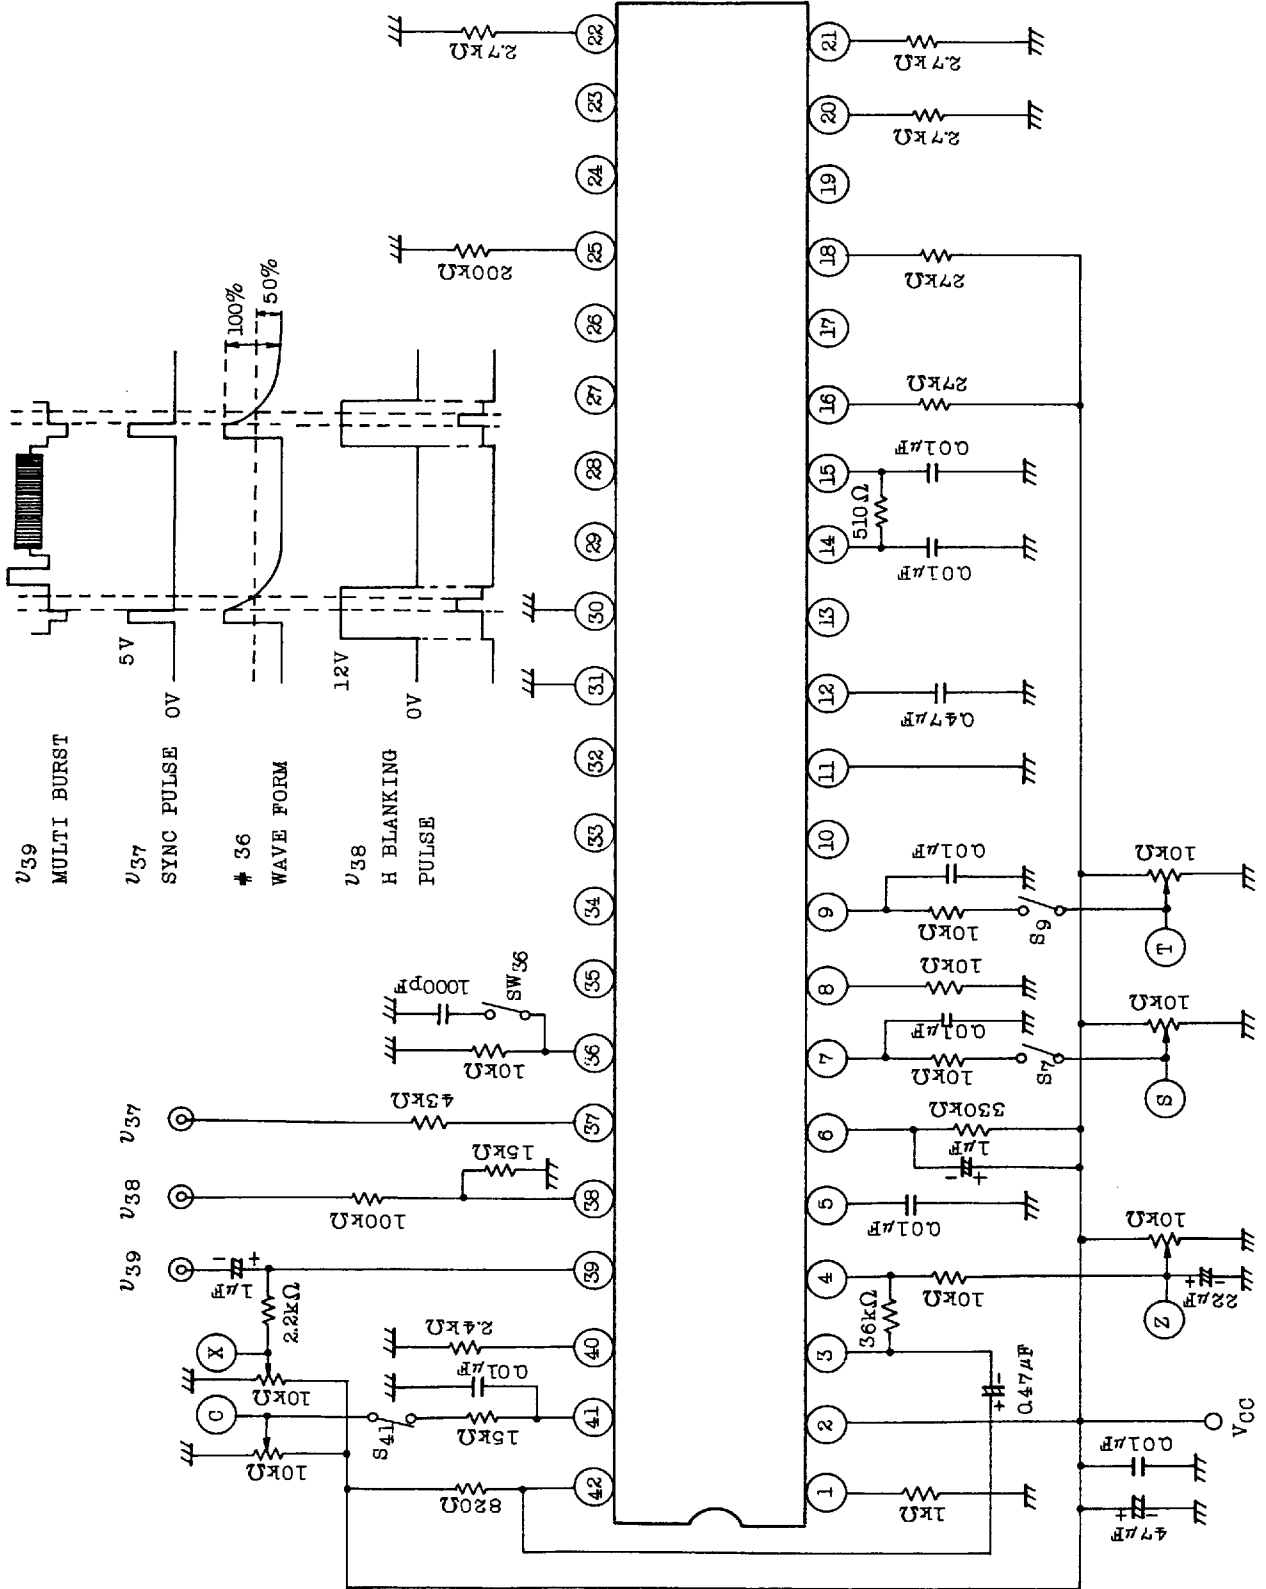 v39
MULTI BURST
v37
SYNC PULSE
5V
0V
# 36
WAVE FORM
100%
50%
v38
H BLANKING
PULSE
12V
0V
v39
v38
v37
1μF
- +
2.2kΩ
X
10kΩ
C
10kΩ
S41
15kΩ
0.01μF
2.4kΩ
820Ω
100kΩ
15kΩ
43kΩ
10kΩ
1000pF
SW36
200kΩ
2.7kΩ
42
41
40
39
38
37
36
35
34
33
32
31
30
29
28
27
26
25
24
23
22
1
2
3
4
5
6
7
8
9
10
11
12
13
14
15
16
17
18
19
20
21
1kΩ
47μF
+ -
0.01μF
VCC
+ -
0.47μF
36kΩ
10kΩ
Z
22μF
+ -
10kΩ
0.01μF
- +
1μF
330kΩ
10kΩ
0.01μF
S7
S
10kΩ
10kΩ
10kΩ
0.01μF
S9
T
10kΩ
0.47μF
0.01μF
510Ω
0.01μF
27kΩ
27kΩ
2.7kΩ
2.7kΩ